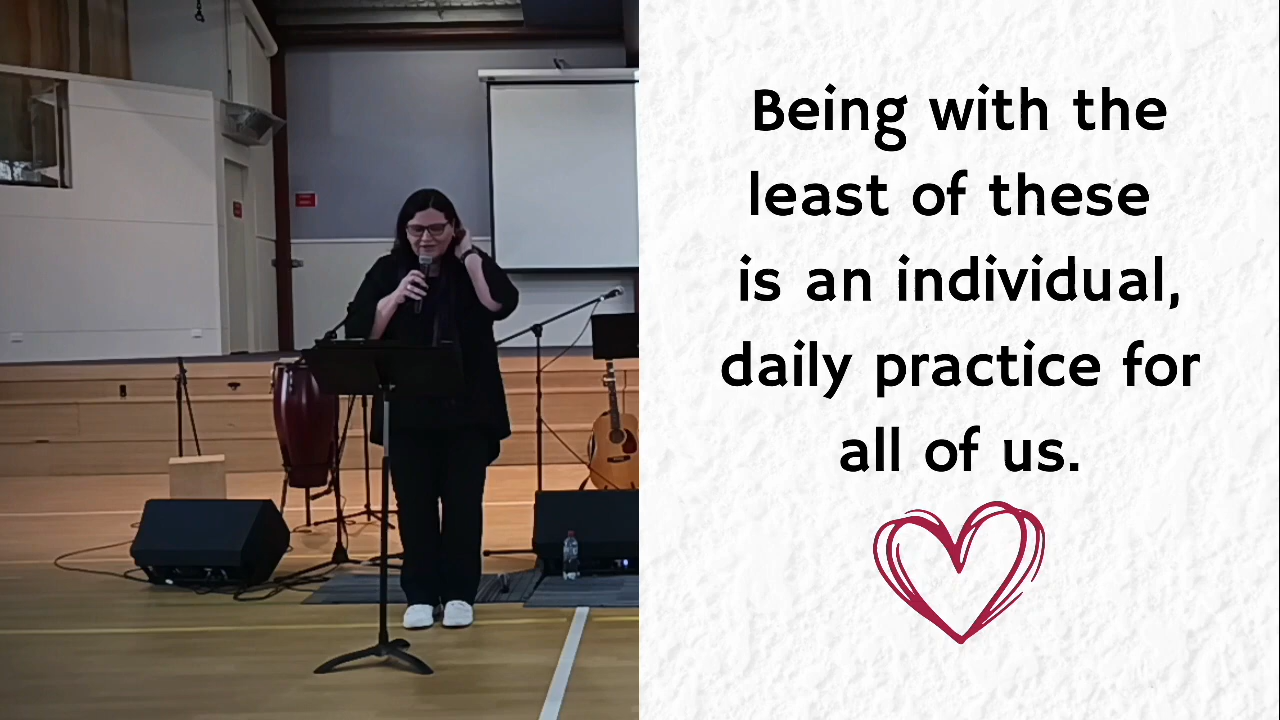 Being with the
least of these
is an individual,
daily practice for
all of us.